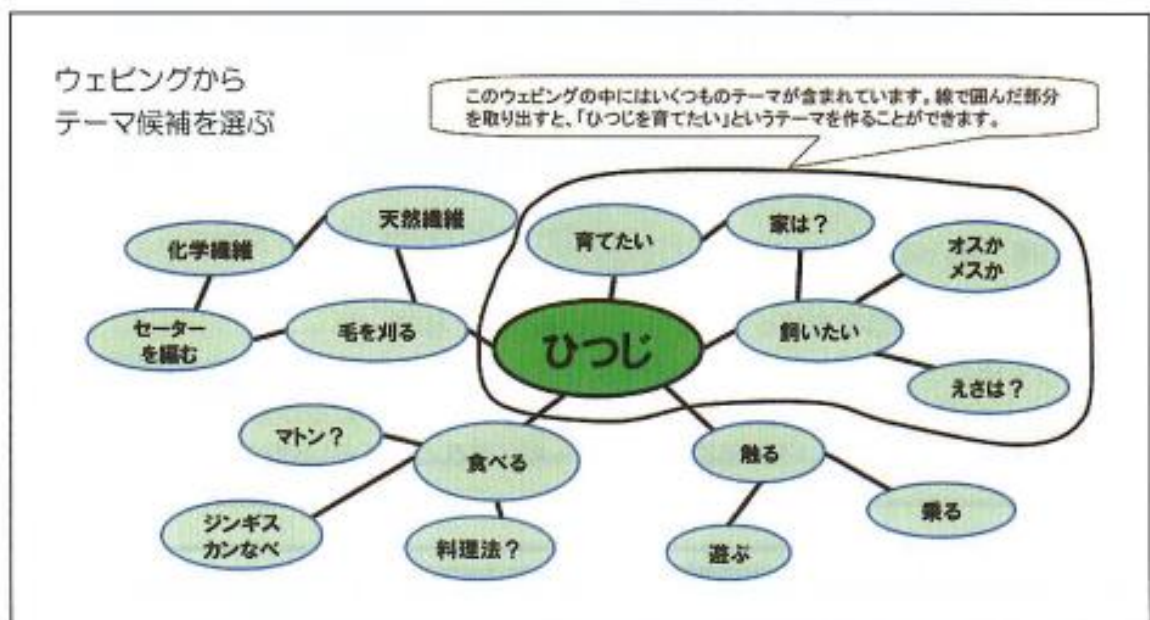 ウェビングから
テーマ候補を選ぶ
このウェビングの中にはいくつものテーマが含まれています。線で囲んだ部分
を取り出すと、「ひつじを育てたい」というテーマを作ることができます。
天然繊維
化学繊維
セーター
を編む
毛を刈る
育てたい
家は？
オスか
メスか
ひつじ
飼いたい
えさは？
マトン？
食べる
触る
ジンギス
カンなべ
料理法？
遊ぶ
乗る